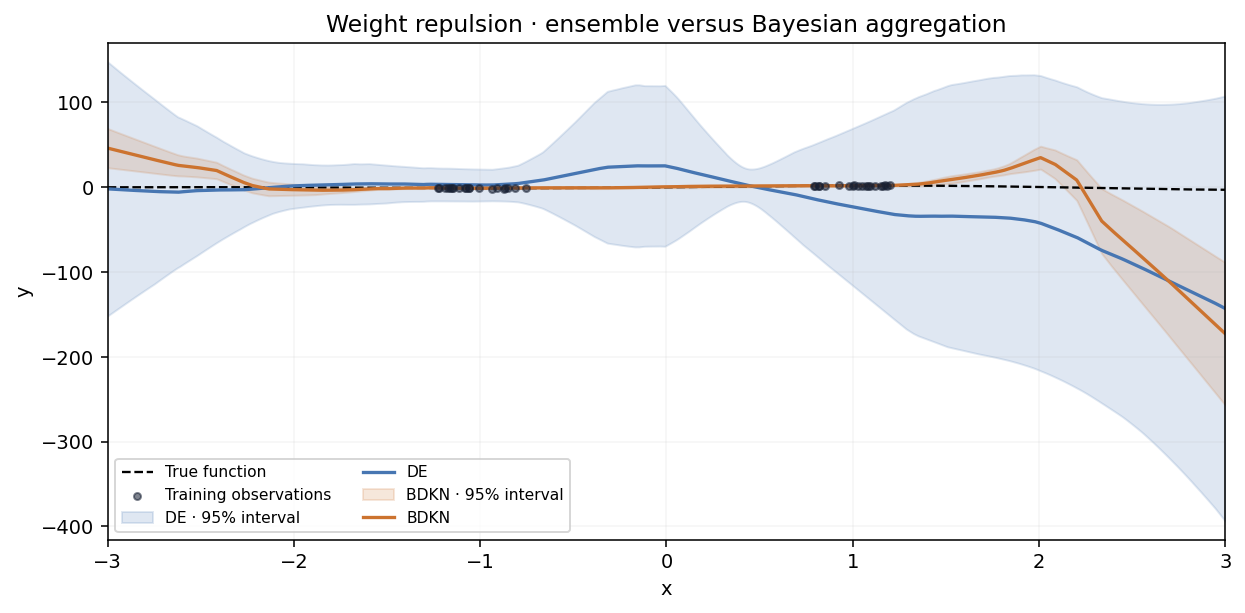 Weight repulsion · ensemble versus Bayesian aggregation
y
100
0
−100
−200
−300
−400
True function
Training observations
DE · 95% interval
DE
BDKN · 95% interval
BDKN
−3
−2
−1
0
1
2
3
x